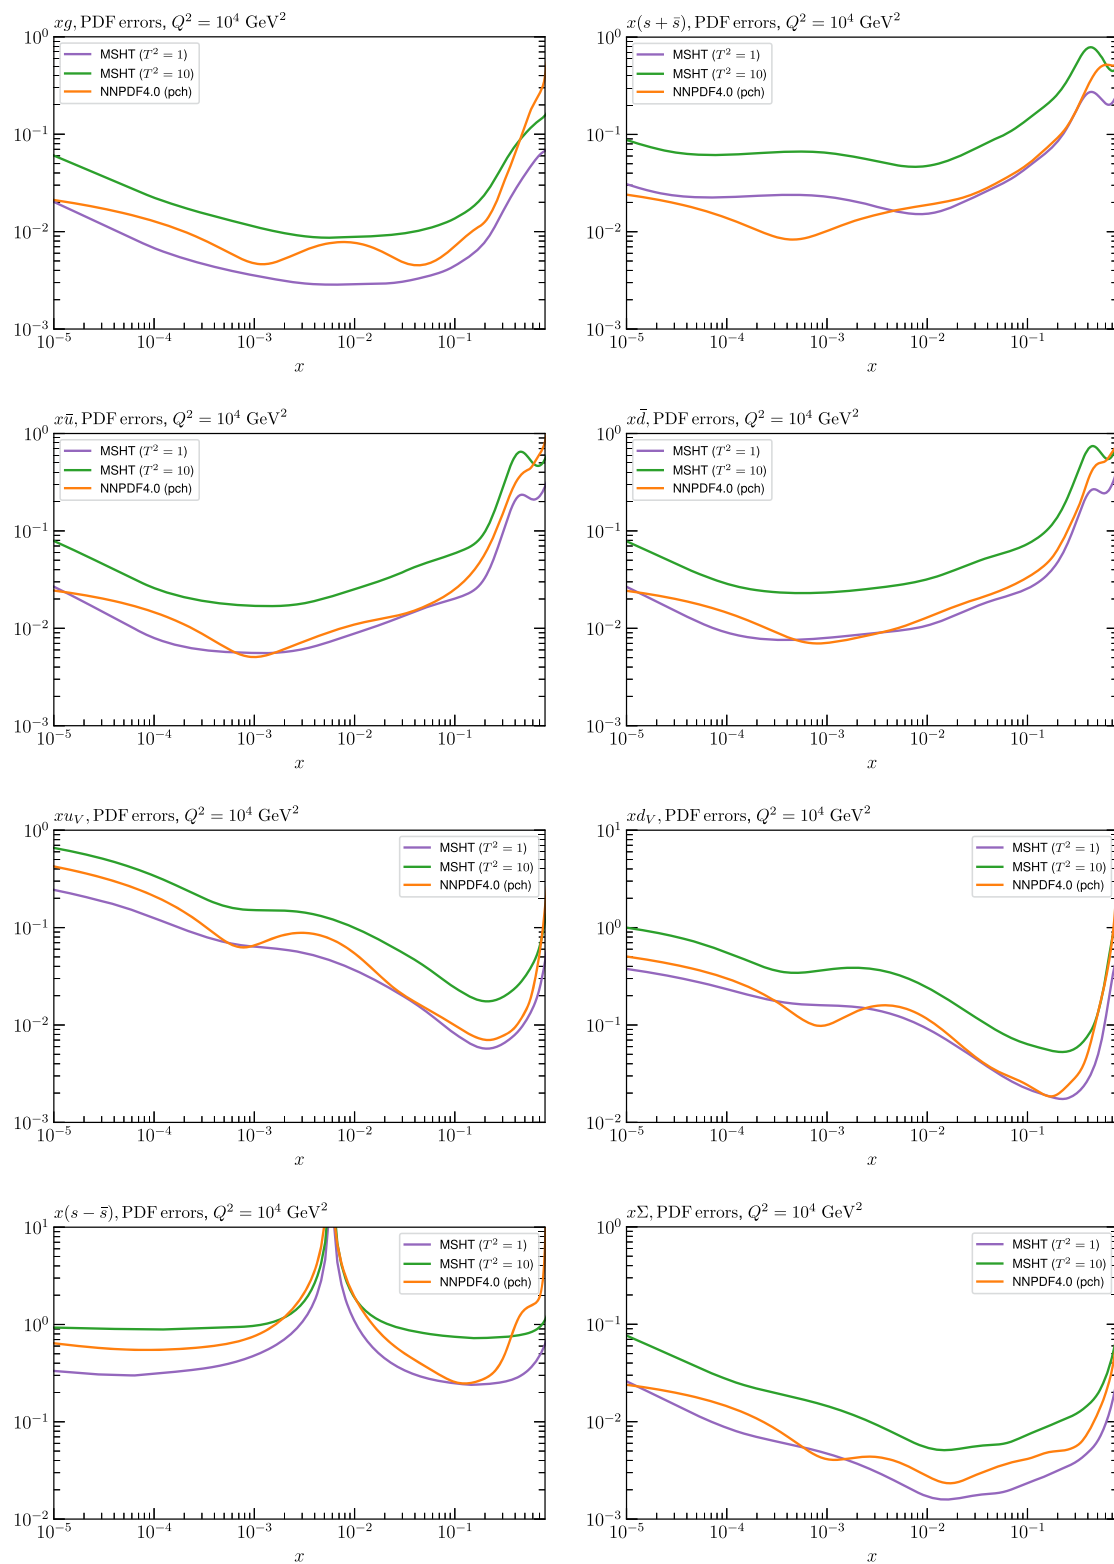 xg, PDF errors, Q² = 10⁴ GeV²
10⁰
10⁻¹
10⁻²
10⁻³
MSHT (T² = 1)
MSHT (T² = 10)
NNPDF4.0 (pch)
10⁻⁵ 10⁻⁴ 10⁻³ 10⁻² 10⁻¹
x
x(s + s̄), PDF errors, Q² = 10⁴ GeV²
10⁰
10⁻¹
10⁻²
10⁻³
MSHT (T² = 1)
MSHT (T² = 10)
NNPDF4.0 (pch)
10⁻⁵ 10⁻⁴ 10⁻³ 10⁻² 10⁻¹
x
xū, PDF errors, Q² = 10⁴ GeV²
10⁰
10⁻¹
10⁻²
10⁻³
MSHT (T² = 1)
MSHT (T² = 10)
NNPDF4.0 (pch)
10⁻⁵ 10⁻⁴ 10⁻³ 10⁻² 10⁻¹
x
xd̄, PDF errors, Q² = 10⁴ GeV²
10⁰
10⁻¹
10⁻²
10⁻³
MSHT (T² = 1)
MSHT (T² = 10)
NNPDF4.0 (pch)
10⁻⁵ 10⁻⁴ 10⁻³ 10⁻² 10⁻¹
x
xu_V, PDF errors, Q² = 10⁴ GeV²
10⁰
10⁻¹
10⁻²
10⁻³
MSHT (T² = 1)
MSHT (T² = 10)
NNPDF4.0 (pch)
10⁻⁵ 10⁻⁴ 10⁻³ 10⁻² 10⁻¹
x
xd_V, PDF errors, Q² = 10⁴ GeV²
10¹
10⁰
10⁻¹
10⁻²
MSHT (T² = 1)
MSHT (T² = 10)
NNPDF4.0 (pch)
10⁻⁵ 10⁻⁴ 10⁻³ 10⁻² 10⁻¹
x
x(s − s̄), PDF errors, Q² = 10⁴ GeV²
10¹
10⁰
10⁻¹
10⁻²
MSHT (T² = 1)
MSHT (T² = 10)
NNPDF4.0 (pch)
10⁻⁵ 10⁻⁴ 10⁻³ 10⁻² 10⁻¹
x
xΣ, PDF errors, Q² = 10⁴ GeV²
10⁰
10⁻¹
10⁻²
10⁻³
MSHT (T² = 1)
MSHT (T² = 10)
NNPDF4.0 (pch)
10⁻⁵ 10⁻⁴ 10⁻³ 10⁻² 10⁻¹
x